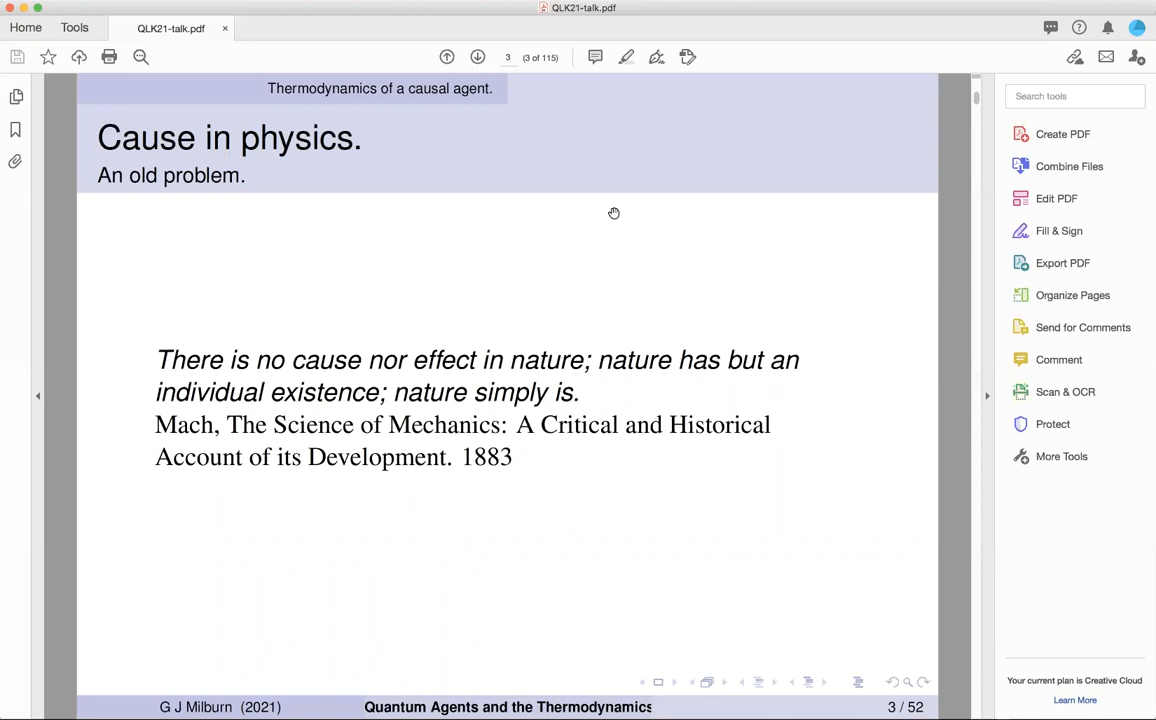 QLK21-talk.pdf
Home
Tools
QLK21-talk.pdf
×
3
(3 of 115)
Thermodynamics of a causal agent.
Cause in physics.
An old problem.
There is no cause nor effect in nature; nature has but an
individual existence; nature simply is.
Mach, The Science of Mechanics: A Critical and Historical
Account of its Development. 1883
G J Milburn (2021)
Quantum Agents and the Thermodynamics
3 / 52
Search tools
Create PDF
Combine Files
Edit PDF
Fill & Sign
Export PDF
Organize Pages
Send for Comments
Comment
Scan & OCR
Protect
More Tools
Your current plan is Creative Cloud
Learn More